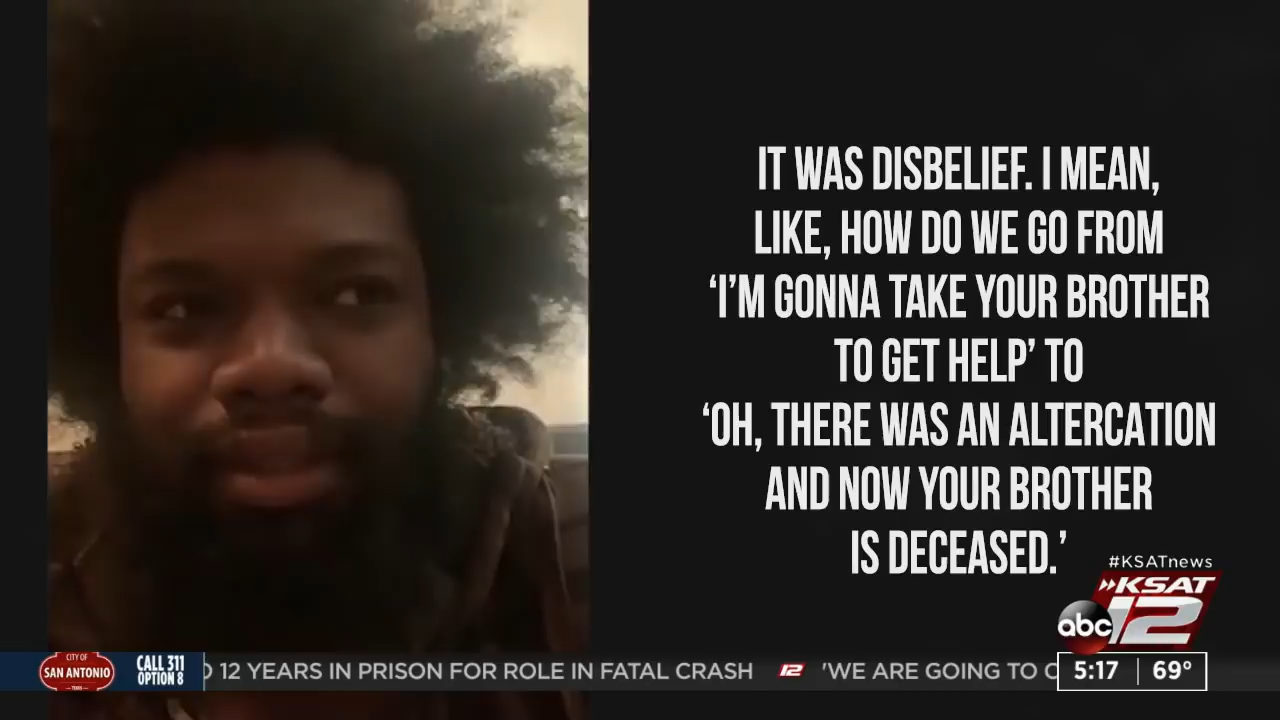 IT WAS DISBELIEF. I MEAN,
LIKE, HOW DO WE GO FROM
‘I’M GONNA TAKE YOUR BROTHER
TO GET HELP’ TO
‘OH, THERE WAS AN ALTERCATION
AND NOW YOUR BROTHER
IS DECEASED.’
#KSATnews
KSAT
abc 12
CITY OF
SAN ANTONIO
TEXAS
CALL 311
OPTION 8
12 YEARS IN PRISON FOR ROLE IN FATAL CRASH 12 'WE ARE GOING TO
5:17 69°